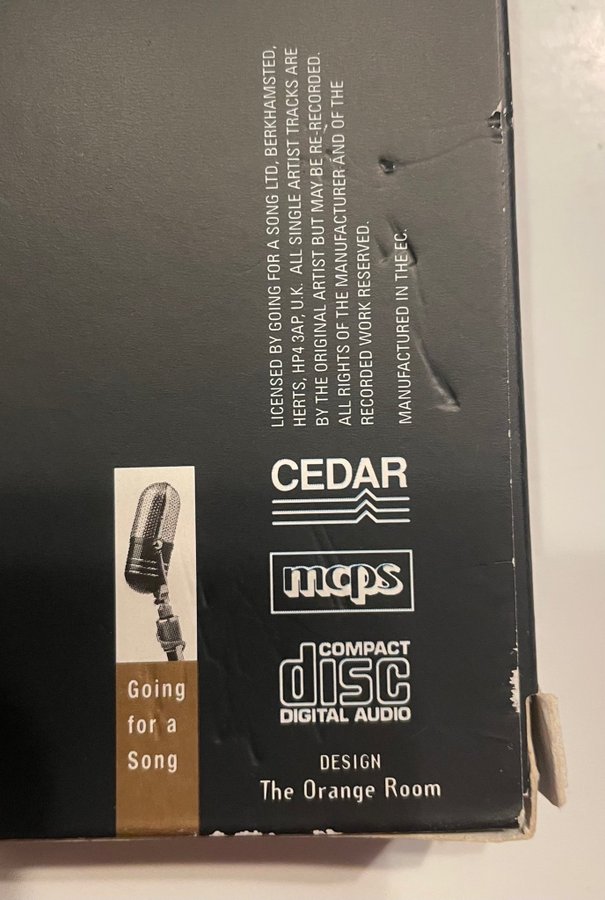 LICENSED BY GOING FOR A SONG LTD, BERKHAMSTED,
HERTS, HP4 3AP, U.K. ALL SINGLE ARTIST TRACKS ARE
BY THE ORIGINAL ARTIST BUT MAY BE RE-RECORDED.
ALL RIGHTS OF THE MANUFACTURER AND OF THE
RECORDED WORK RESERVED.
MANUFACTURED IN THE EC.
CEDAR
mcps
COMPACT
disc
DIGITAL AUDIO
DESIGN
The Orange Room
Going
for a
Song